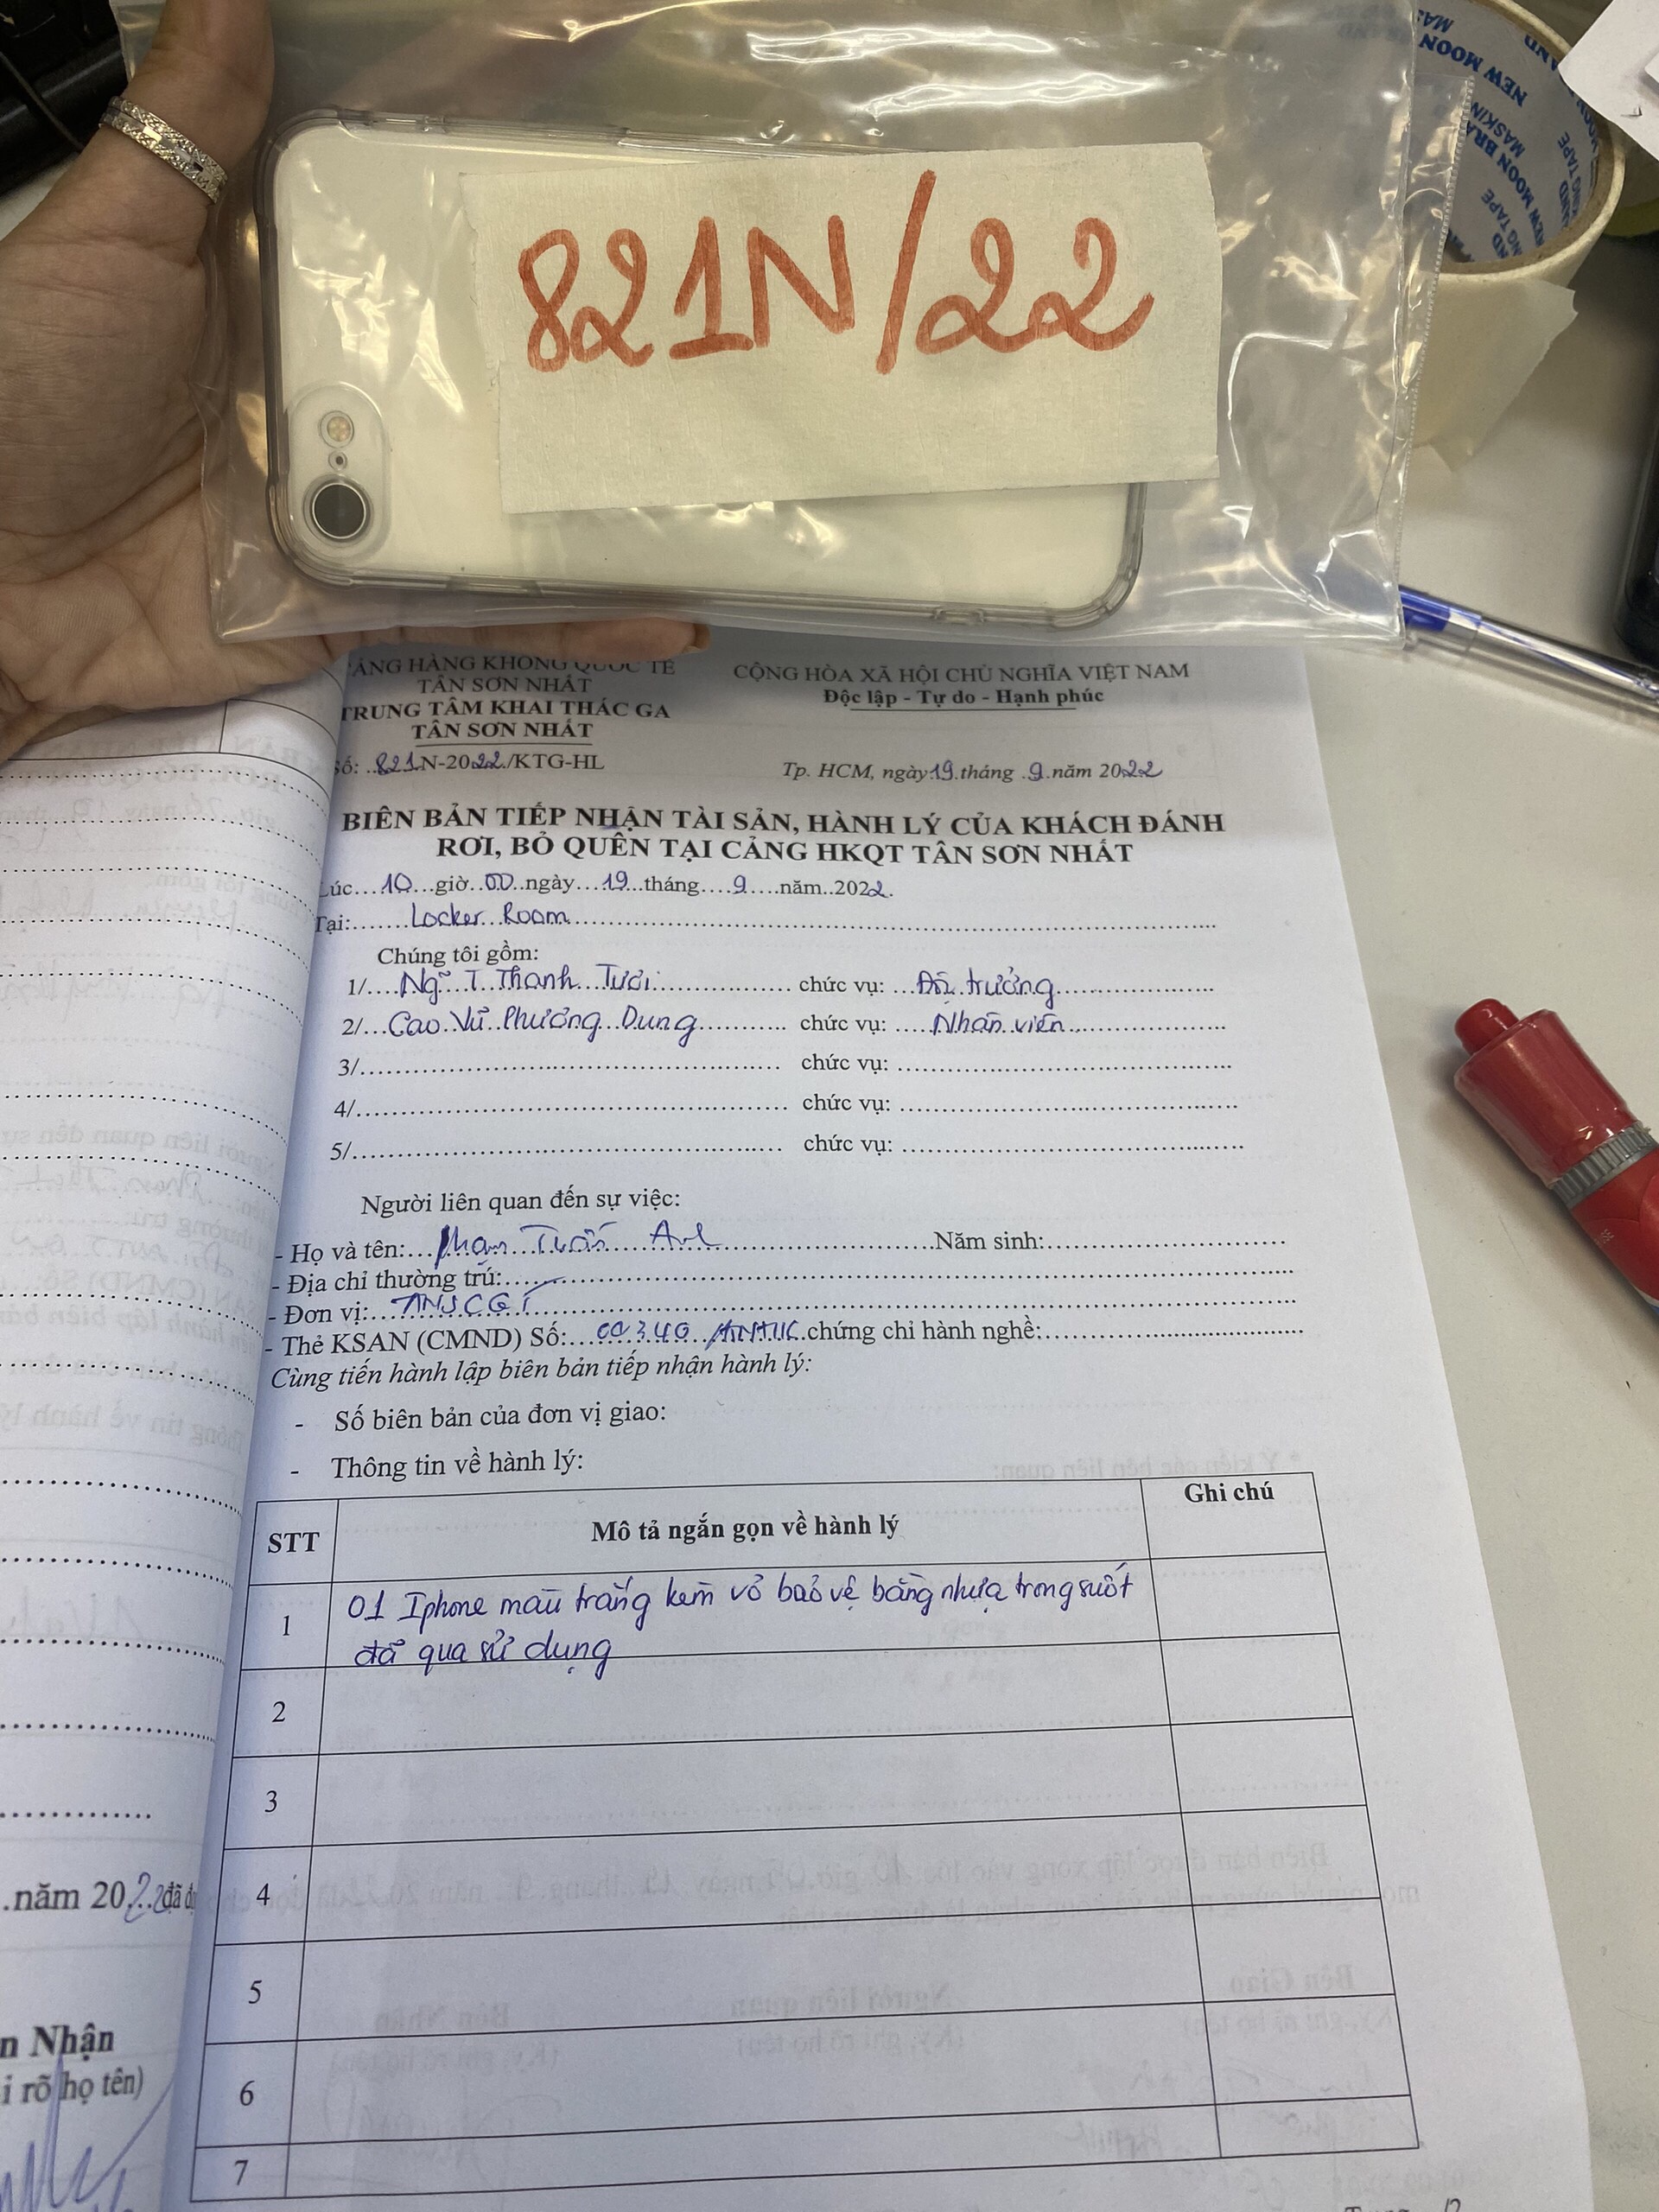 821N/22
NEW MOON BRAND
MASKING TAPE
CẢNG HÀNG KHÔNG QUỐC TẾ
TÂN SƠN NHẤT
TRUNG TÂM KHAI THÁC GA
TÂN SƠN NHẤT
Số: 821N-2022/KTG-HL
CỘNG HÒA XÃ HỘI CHỦ NGHĨA VIỆT NAM
Độc lập - Tự do - Hạnh phúc
Tp. HCM, ngày 19 tháng 9 năm 2022
BIÊN BẢN TIẾP NHẬN TÀI SẢN, HÀNH LÝ CỦA KHÁCH ĐÁNH
RƠI, BỎ QUÊN TẠI CẢNG HKQT TÂN SƠN NHẤT
Lúc 10 giờ 00 ngày 19 tháng 9 năm 2022.
Tại: Locker Room
Chúng tôi gồm:
1/ Ng~ T Thanh Tươi chức vụ: Đội trưởng
2/ Cao Vũ Phương Dung chức vụ: Nhân viên
3/ chức vụ:
4/ chức vụ:
5/ chức vụ:
Người liên quan đến sự việc:
- Họ và tên: Phạm Tuấn Anh Năm sinh:
- Địa chỉ thường trú:
- Đơn vị:
- Thẻ KSAN (CMND) Số: chứng chỉ hành nghề:
Cùng tiến hành lập biên bản tiếp nhận hành lý:
- Số biên bản của đơn vị giao:
- Thông tin về hành lý:
STT Mô tả ngắn gọn về hành lý Ghi chú
1 01 Iphone màu trắng kèm vỏ bảo vệ bằng nhựa trong suốt
đã qua sử dụng
2
3
4
5
6
7
năm 2022 đã
n Nhận
i rõ họ tên)